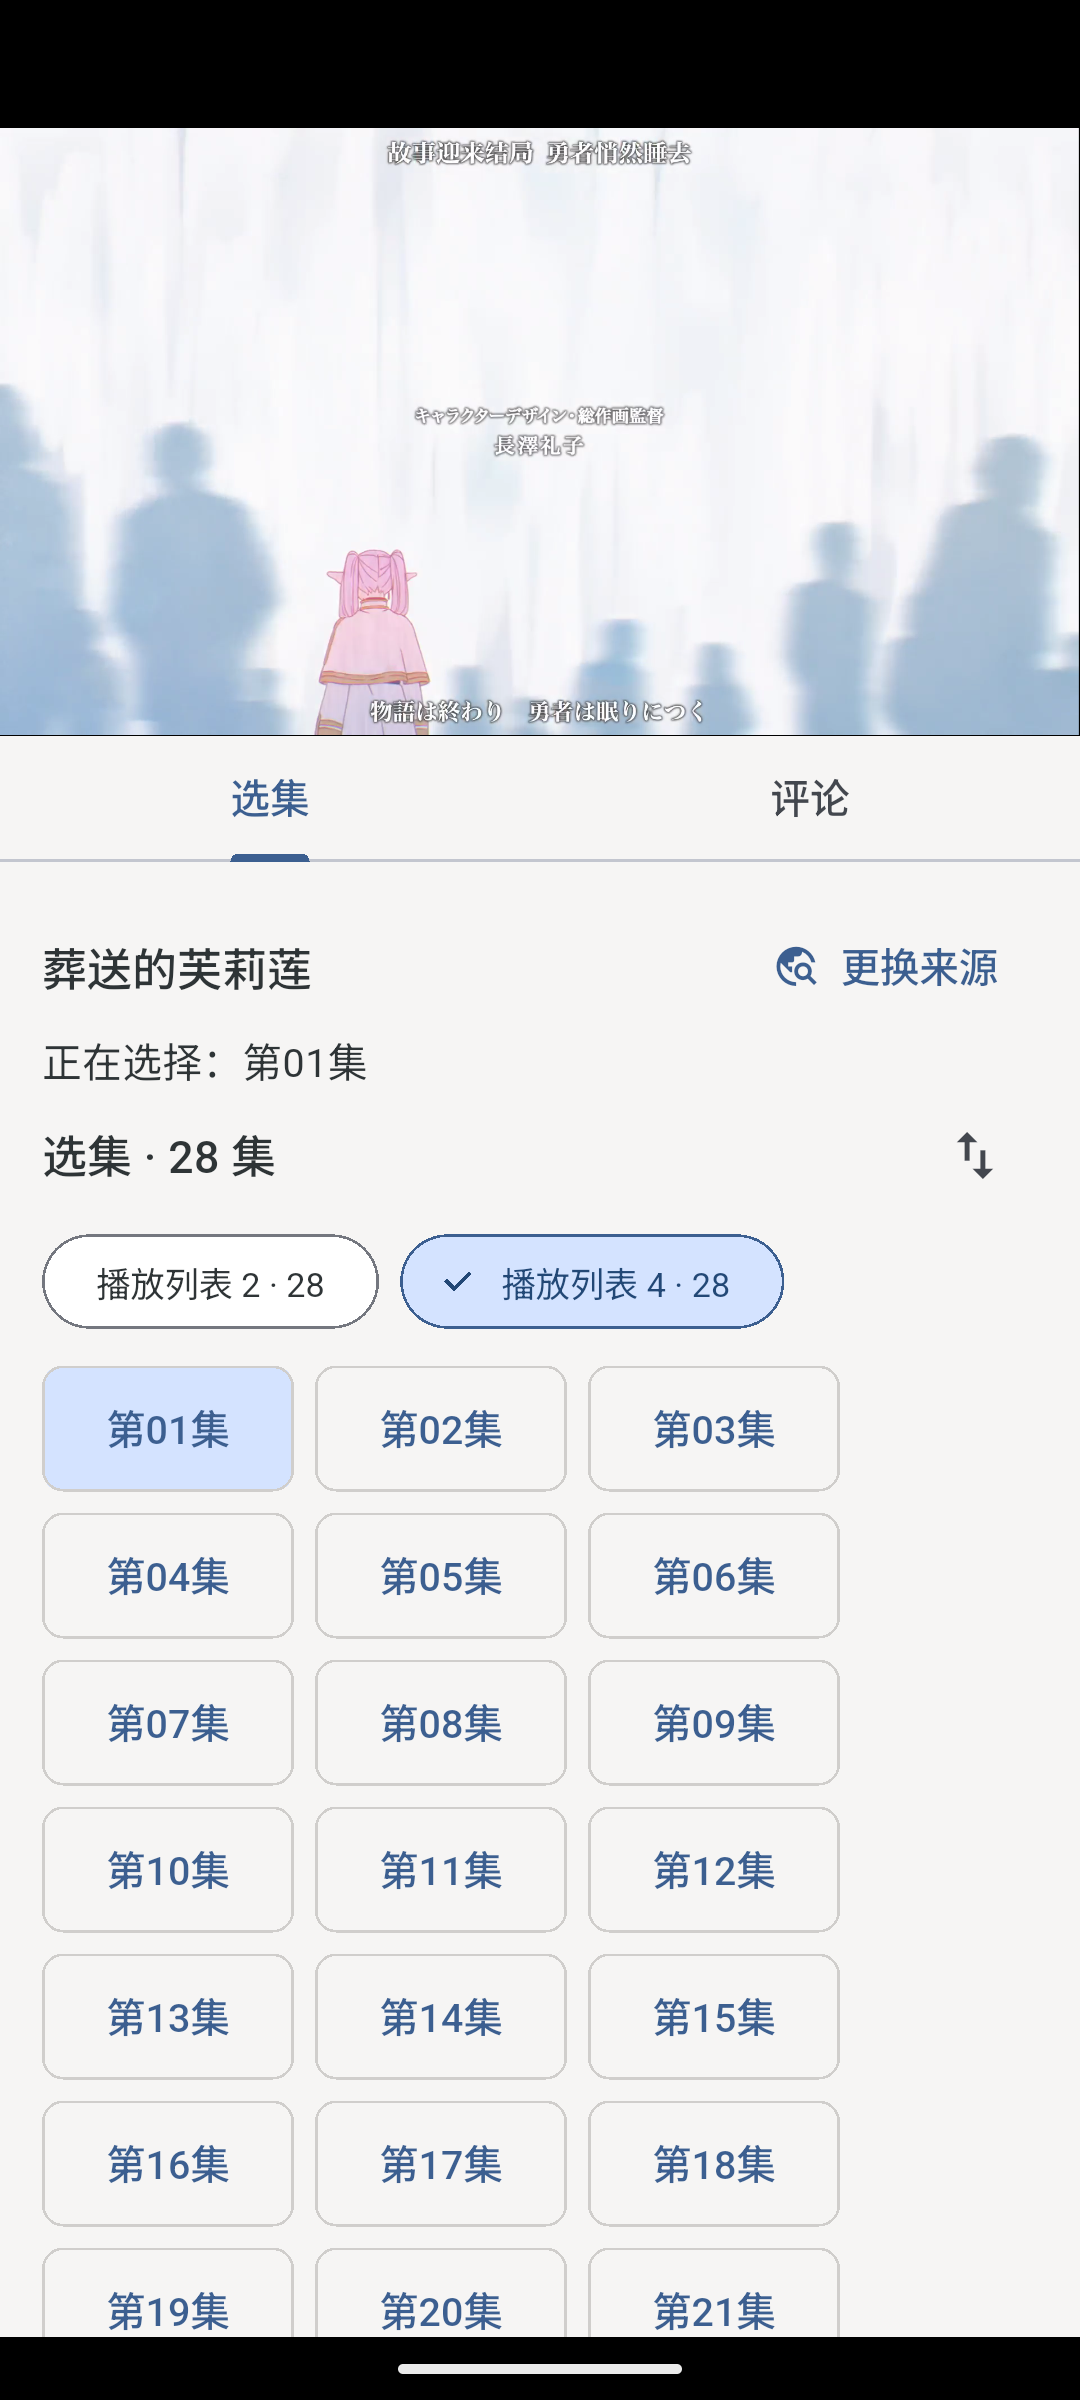 故事迎来结局 勇者悄然睡去
キャラクターデザイン・総作画監督
長澤礼子
物語は終わり 勇者は眠りにつく
选集
评论
葬送的芙莉莲
更换来源
正在选择：第01集
选集 · 28 集
播放列表 2 · 28
播放列表 4 · 28
第01集
第02集
第03集
第04集
第05集
第06集
第07集
第08集
第09集
第10集
第11集
第12集
第13集
第14集
第15集
第16集
第17集
第18集
第19集
第20集
第21集